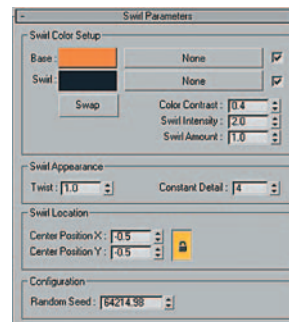 - Swirl Parameters
Swirl Color Setup
Base : None
Swirl : None
Swap
Color Contrast : 0.4
Swirl Intensity : 2.0
Swirl Amount : 1.0
Swirl Appearance
Twist : 1.0 Constant Detail : 4
Swirl Location
Center Position X : -0.5
Center Position Y : -0.5
Configuration
Random Seed : 64214.98